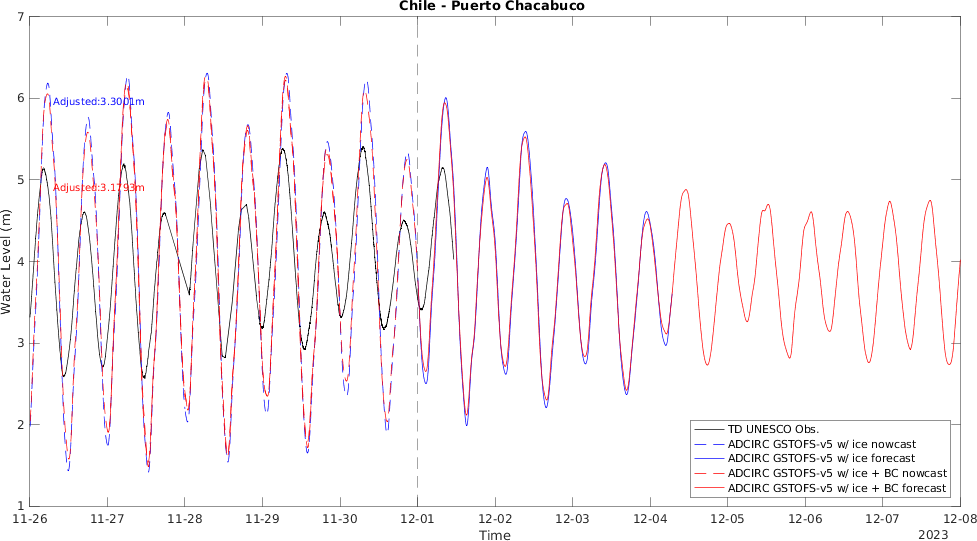 Chile - Puerto Chacabuco
Water Level (m)
7
6
5
4
3
2
1
Adjusted:3.3001m
Adjusted:3.1793m
TD UNESCO Obs.
ADCIRC GSTOFS-v5 w/ ice nowcast
ADCIRC GSTOFS-v5 w/ ice forecast
ADCIRC GSTOFS-v5 w/ ice + BC nowcast
ADCIRC GSTOFS-v5 w/ ice + BC forecast
11-26 11-27 11-28 11-29 11-30 12-01 12-02 12-03 12-04 12-05 12-06 12-07 12-08
Time
2023